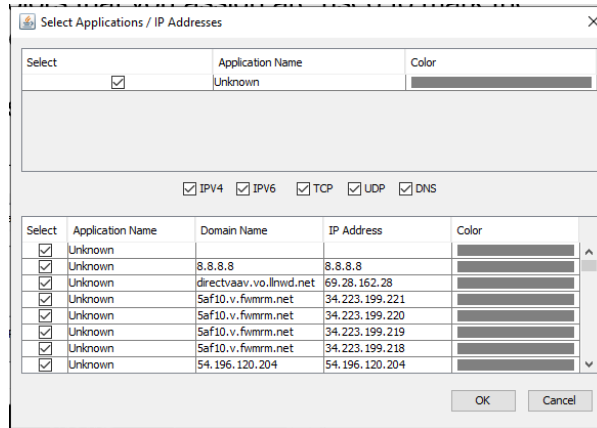 Select Applications / IP Addresses
Select Application Name Color
Unknown
IPV4 IPV6 TCP UDP DNS
Select Application Name Domain Name IP Address Color
Unknown
Unknown 8.8.8.8 8.8.8.8
Unknown directvaav.vo.llnwd.net 69.28.162.28
Unknown 5af10.v.fwmrm.net 34.223.199.221
Unknown 5af10.v.fwmrm.net 34.223.199.220
Unknown 5af10.v.fwmrm.net 34.223.199.219
Unknown 5af10.v.fwmrm.net 34.223.199.218
Unknown 54.196.120.204 54.196.120.204
OK Cancel